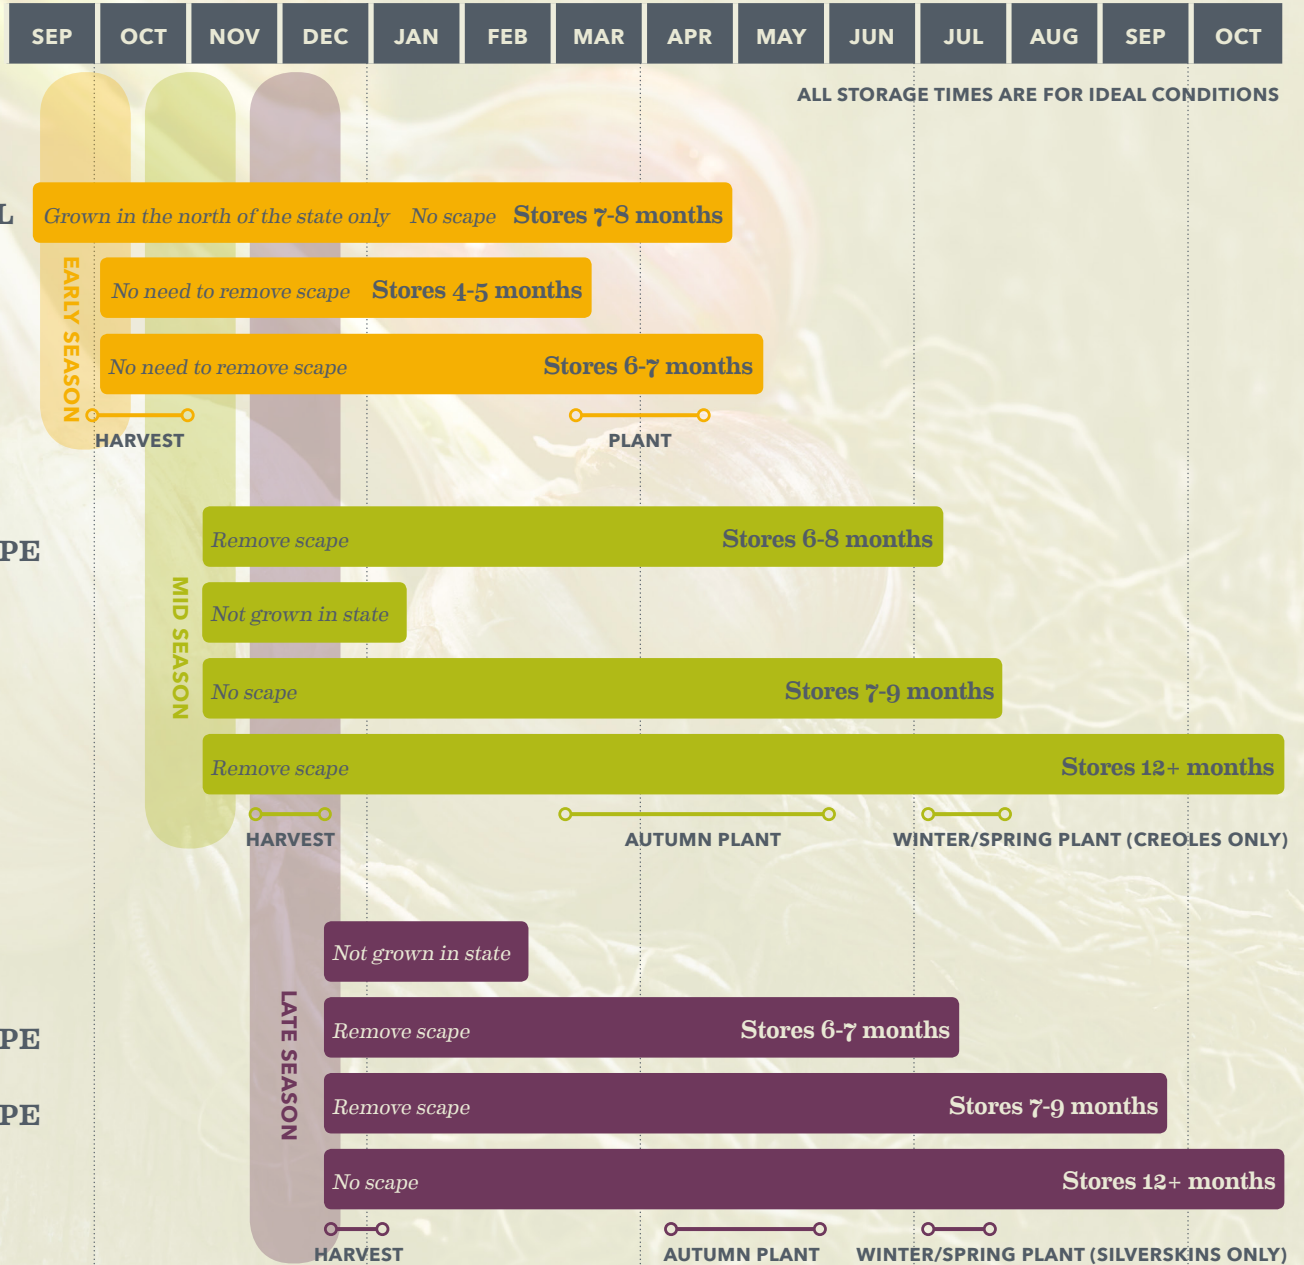 SEP OCT NOV DEC JAN FEB MAR APR MAY JUN JUL AUG SEP OCT
ALL STORAGE TIMES ARE FOR IDEAL CONDITIONS
L Grown in the north of the state only No scape Stores 7-8 months
EARLY SEASON
No need to remove scape Stores 4-5 months
No need to remove scape Stores 6-7 months
HARVEST PLANT
PE Remove scape Stores 6-8 months
MID SEASON
Not grown in state
No scape Stores 7-9 months
Remove scape Stores 12+ months
HARVEST AUTUMN PLANT WINTER/SPRING PLANT (CREOLES ONLY)
Not grown in state
LATE SEASON
PE Remove scape Stores 6-7 months
PE Remove scape Stores 7-9 months
No scape Stores 12+ months
HARVEST AUTUMN PLANT WINTER/SPRING PLANT (SILVERSKINS ONLY)